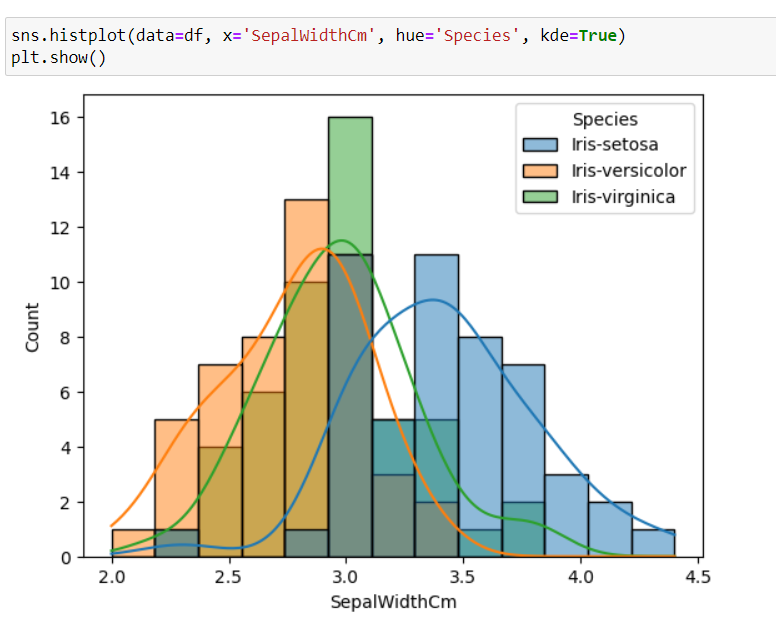 sns.histplot(data=df, x='SepalWidthCm', hue='Species', kde=True)
plt.show()
Species
Iris-setosa
Iris-versicolor
Iris-virginica
16
14
12
10
8
6
4
2
0
Count
2.0 2.5 3.0 3.5 4.0 4.5
SepalWidthCm